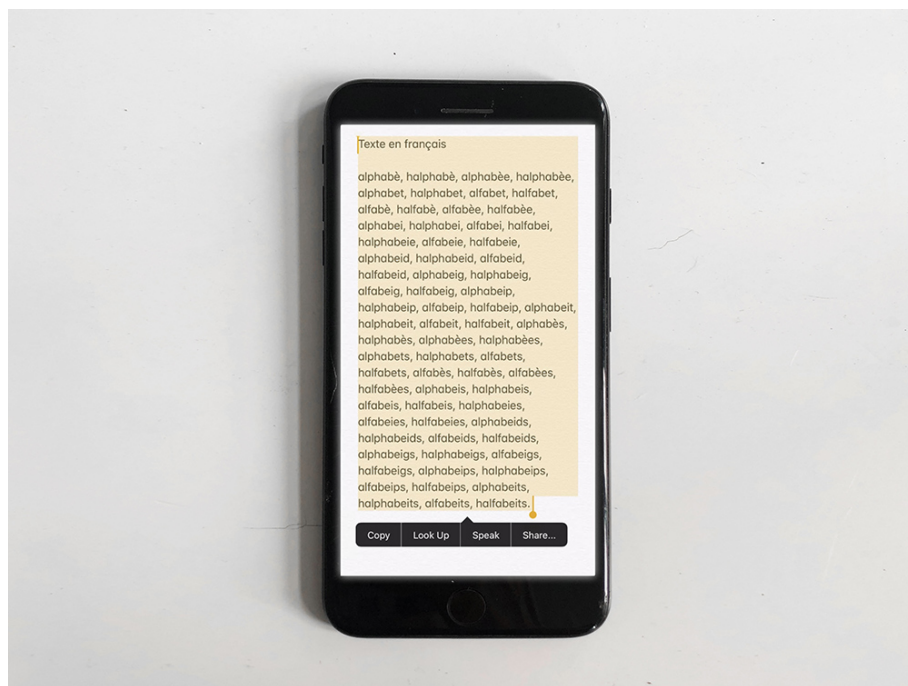 Texte en français
alphabè, halphabè, alphabèe, halphabèe,
alphabet, halphabet, alfabet, halfabet,
alfabè, halfabè, alfabèe, halfabèe,
alphabei, halphabei, alfabei, halfabei,
halphabeie, alfabeie, halfabeie,
alphabeid, halphabeid, alfabeid,
halfabeid, alphabeig, halphabeig,
alfabeig, halfabeig, alphabeip,
halphabeip, alfabeip, halfabeip, alphabeit,
halphabeit, alfabeit, halfabeit, alphabès,
halphabès, alphabèes, halphabèes,
alphabets, halphabets, alfabets,
halfabets, alfabès, halfabès, alfabèes,
halfabèes, alphabeis, halphabeis,
alfabeis, halfabeis, halphabeies,
alfabeies, halfabeies, alphabeids,
halphabeids, alfabeids, halfabeids,
alphabeigs, halphabeigs, alfabeigs,
halfabeigs, alphabeips, halphabeips,
alfabeips, halfabeips, alphabeits,
halphabeits, alfabeits, halfabeits.
Copy Look Up Speak Share...